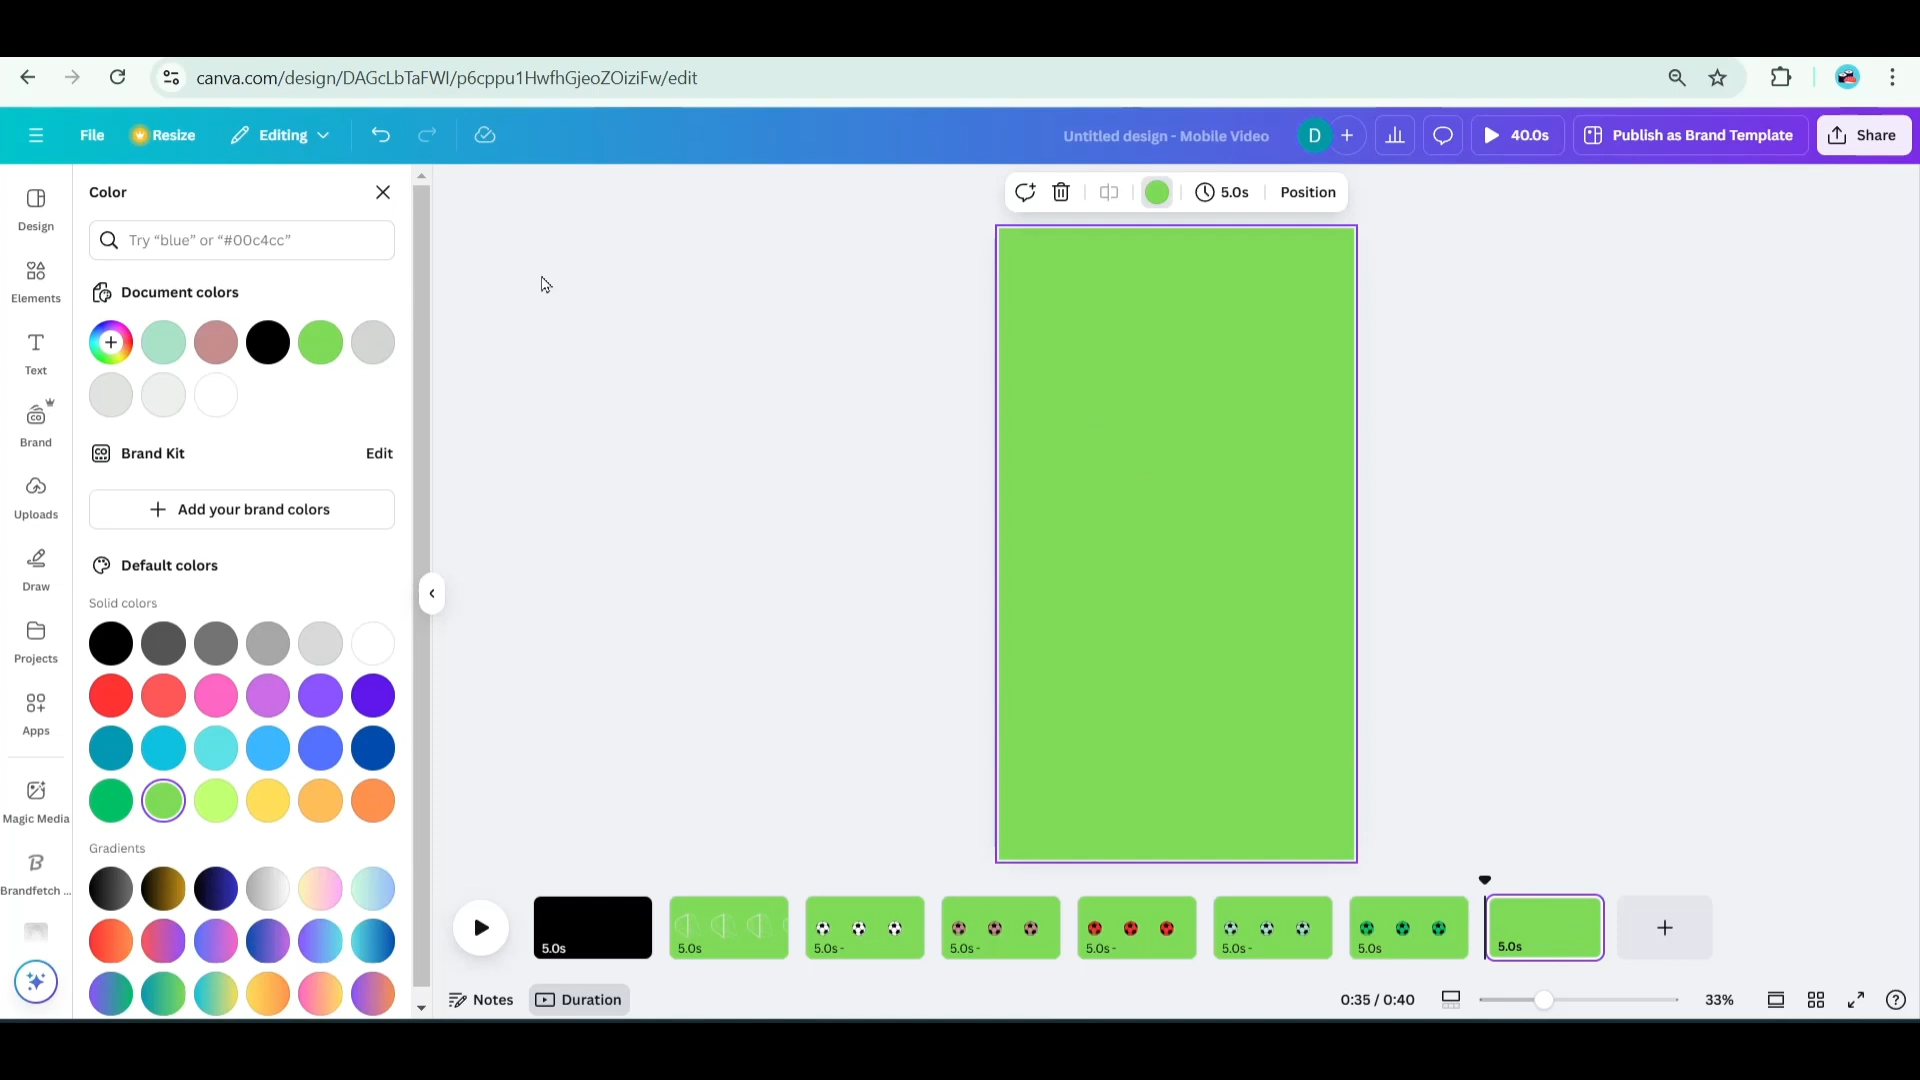 canva.com/design/DAGcLbTaFWI/p6cppu1HwfhGjeoZOiziFw/edit
File
Resize
Editing
Untitled design - Mobile Video
D
40.0s
Publish as Brand Template
Share
Design
Elements
Text
Brand
Uploads
Draw
Projects
Apps
Magic Media
Brandfetch ...
Color
Try “blue” or “#00c4cc”
Document colors
Brand Kit
Edit
Add your brand colors
Default colors
Solid colors
Gradients
5.0s
Position
5.0s
5.0s
5.0s -
5.0s -
5.0s -
5.0s -
5.0s
5.0s
Notes
Duration
0:35 / 0:40
33%